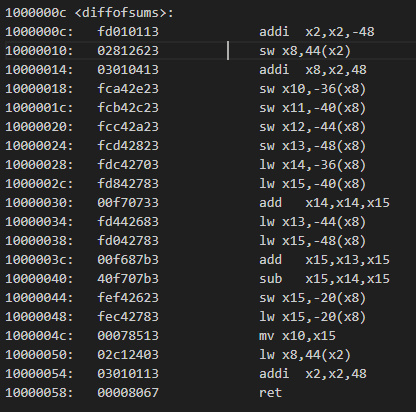 1000000c <diffofsums>:
1000000c: fd010113 addi x2,x2,-48
10000010: 02812623 sw x8,44(x2)
10000014: 03010413 addi x8,x2,48
10000018: fca42e23 sw x10,-36(x8)
1000001c: fcb42c23 sw x11,-40(x8)
10000020: fcc42a23 sw x12,-44(x8)
10000024: fcd42823 sw x13,-48(x8)
10000028: fdc42703 lw x14,-36(x8)
1000002c: fd842783 lw x15,-40(x8)
10000030: 00f70733 add x14,x14,x15
10000034: fd442683 lw x13,-44(x8)
10000038: fd042783 lw x15,-48(x8)
1000003c: 00f687b3 add x15,x13,x15
10000040: 40f707b3 sub x15,x14,x15
10000044: fef42623 sw x15,-20(x8)
10000048: fec42783 lw x15,-20(x8)
1000004c: 00078513 mv x10,x15
10000050: 02c12403 lw x8,44(x2)
10000054: 03010113 addi x2,x2,48
10000058: 00008067 ret